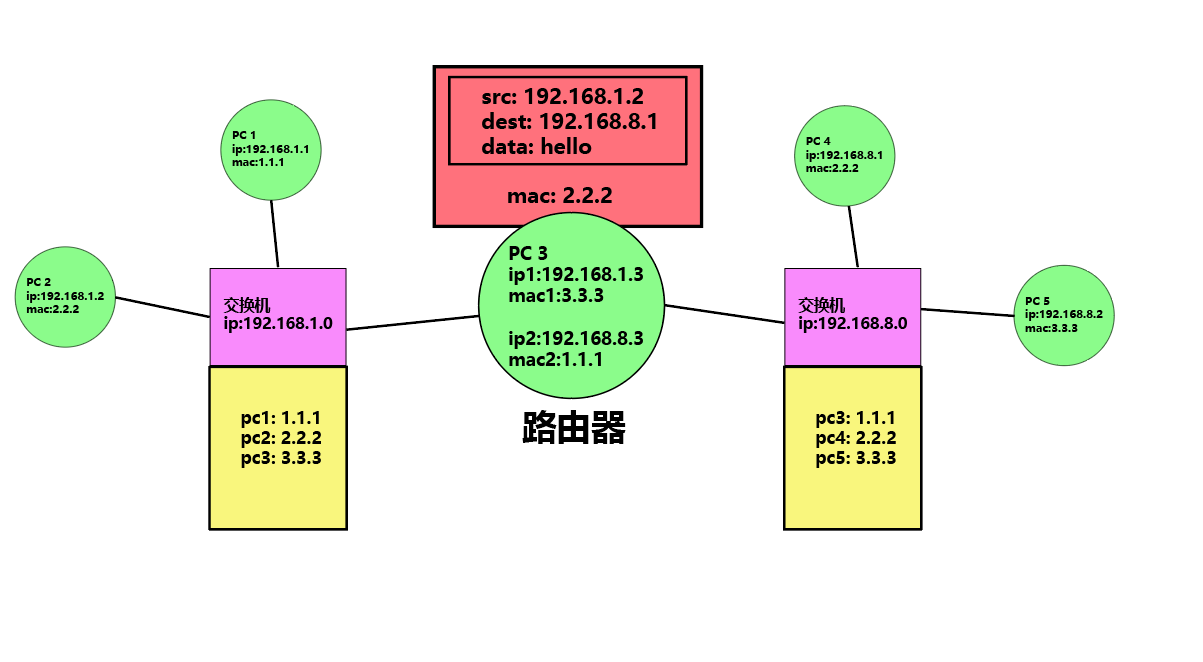 src: 192.168.1.2
dest: 192.168.8.1
data: hello
mac: 2.2.2
PC 1
ip:192.168.1.1
mac:1.1.1
PC 4
ip:192.168.8.1
mac:2.2.2
PC 2
ip:192.168.1.2
mac:2.2.2
交换机
ip:192.168.1.0
PC 3
ip1:192.168.1.3
mac1:3.3.3
ip2:192.168.8.3
mac2:1.1.1
交换机
ip:192.168.8.0
PC 5
ip:192.168.8.2
mac:3.3.3
pc1: 1.1.1
pc2: 2.2.2
pc3: 3.3.3
路由器
pc3: 1.1.1
pc4: 2.2.2
pc5: 3.3.3